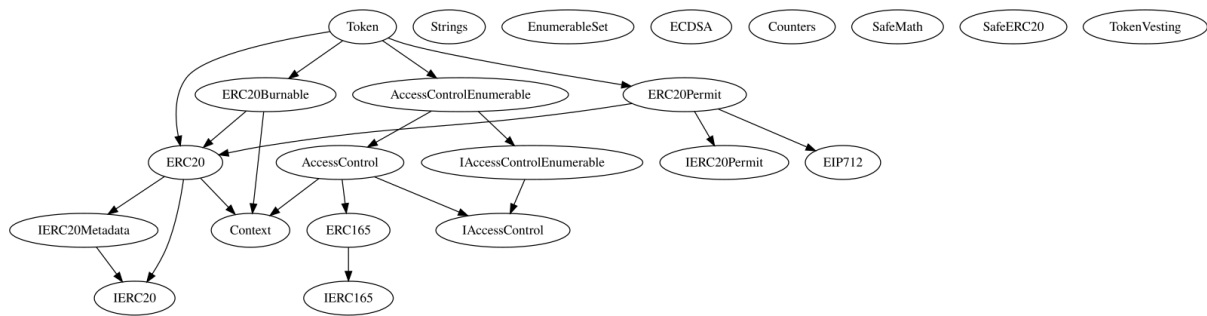 Token
Strings
EnumerableSet
ECDSA
Counters
SafeMath
SafeERC20
TokenVesting
ERC20Burnable
AccessControlEnumerable
ERC20Permit
ERC20
AccessControl
IAccessControlEnumerable
IERC20Permit
EIP712
IERC20Metadata
Context
ERC165
IAccessControl
IERC20
IERC165